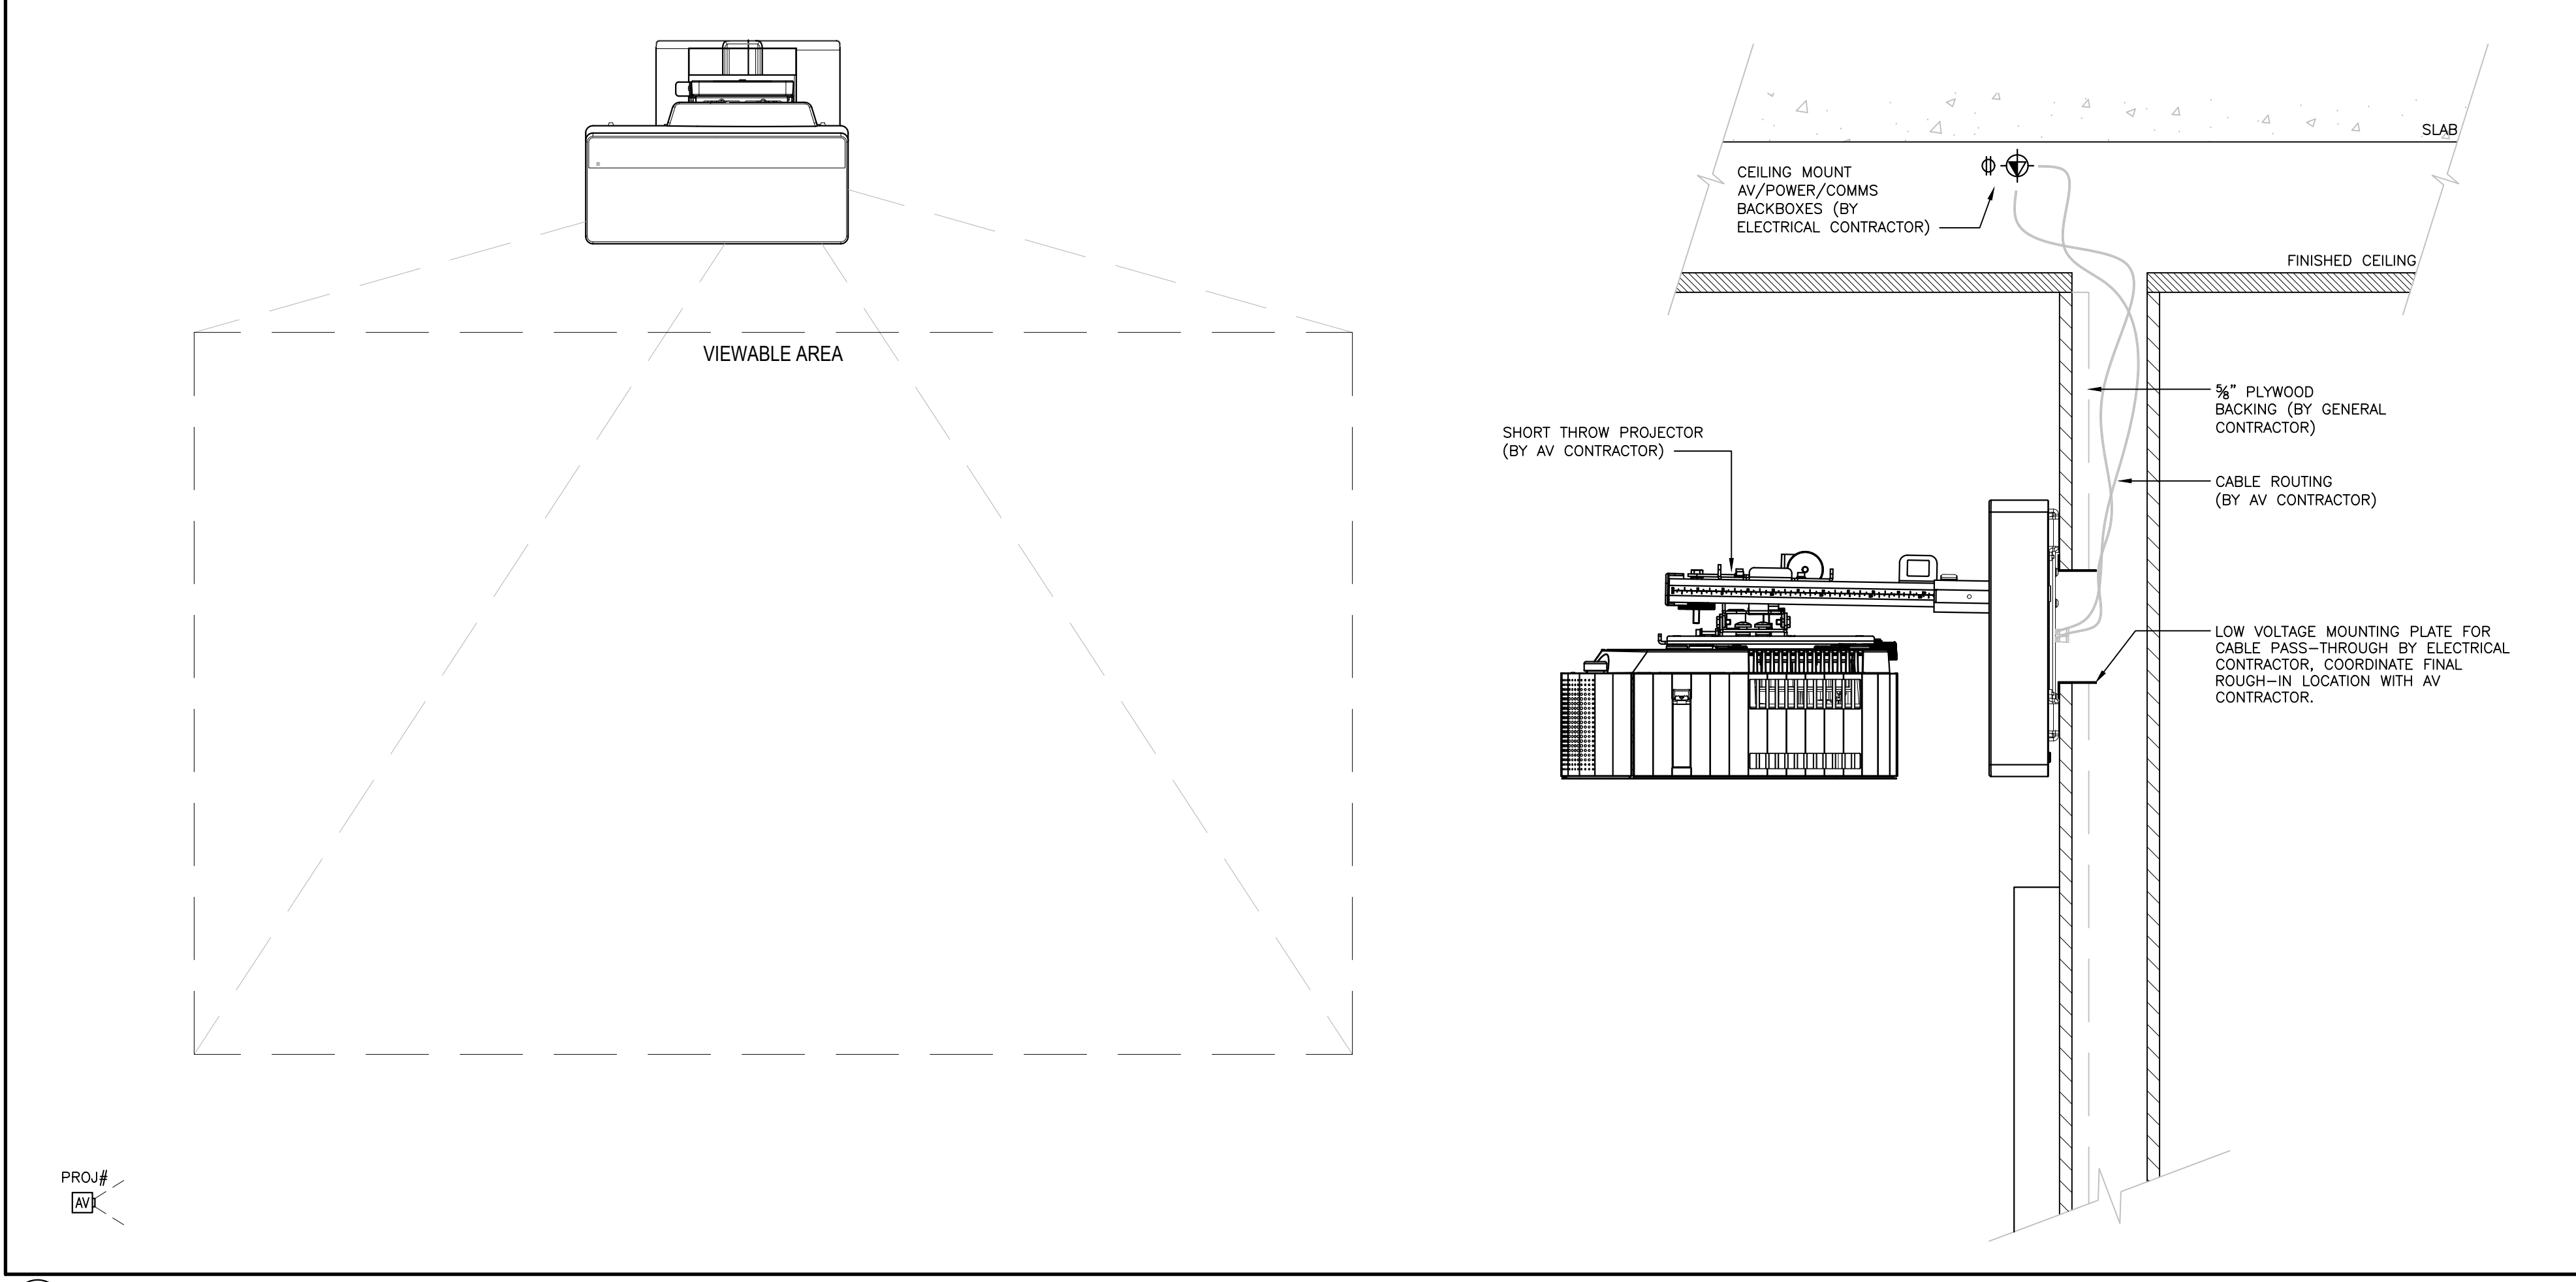 SLAB
CEILING MOUNT
AV/POWER/COMMS
BACKBOXES (BY
ELECTRICAL CONTRACTOR)
FINISHED CEILING
VIEWABLE AREA
⅝" PLYWOOD
BACKING (BY GENERAL
CONTRACTOR)
SHORT THROW PROJECTOR
(BY AV CONTRACTOR)
CABLE ROUTING
(BY AV CONTRACTOR)
LOW VOLTAGE MOUNTING PLATE FOR
CABLE PASS-THROUGH BY ELECTRICAL
CONTRACTOR, COORDINATE FINAL
ROUGH-IN LOCATION WITH AV
CONTRACTOR.
PROJ#
AV